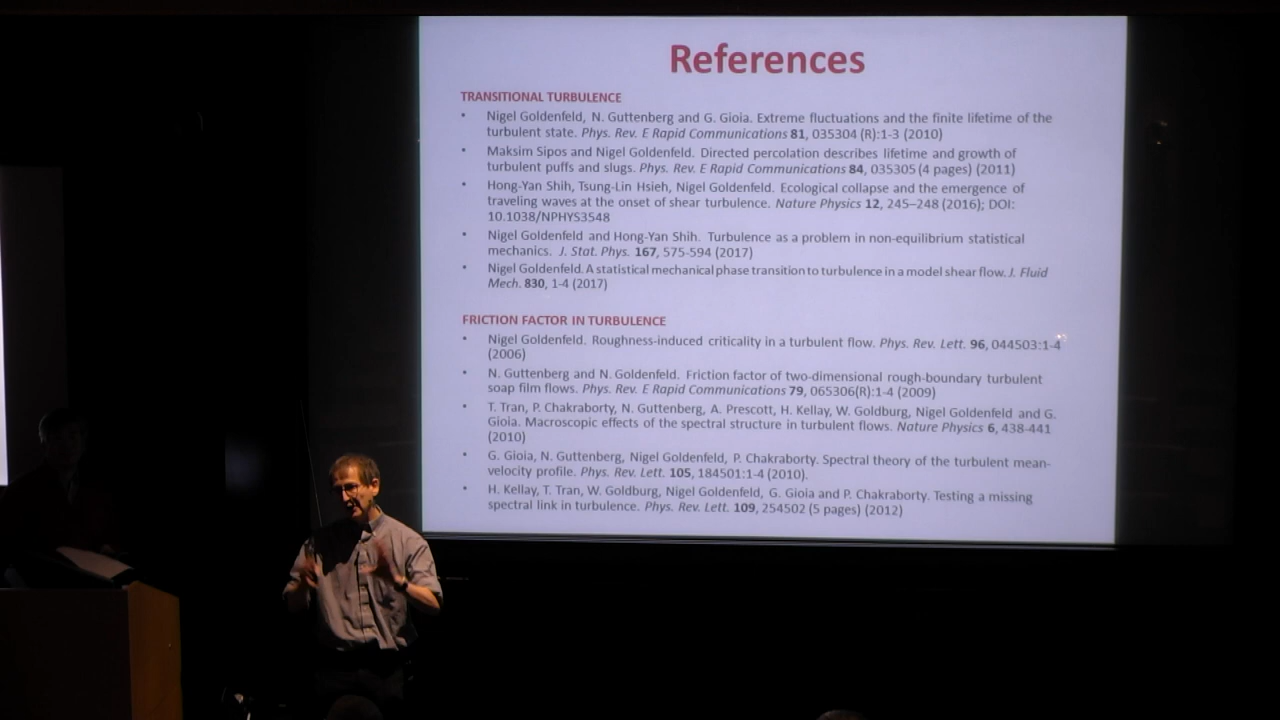 References
TRANSITIONAL TURBULENCE
• Nigel Goldenfeld, N. Guttenberg and G. Gioia. Extreme fluctuations and the finite lifetime of the
turbulent state. Phys. Rev. E Rapid Communications 81, 035304 (R):1-3 (2010)
• Maksim Sipos and Nigel Goldenfeld. Directed percolation describes lifetime and growth of
turbulent puffs and slugs. Phys. Rev. E Rapid Communications 84, 035305 (4 pages) (2011)
• Hong-Yan Shih, Tsung-Lin Hsieh, Nigel Goldenfeld. Ecological collapse and the emergence of
traveling waves at the onset of shear turbulence. Nature Physics 12, 245–248 (2016); DOI:
10.1038/NPHYS3548
• Nigel Goldenfeld and Hong-Yan Shih. Turbulence as a problem in non-equilibrium statistical
mechanics. J. Stat. Phys. 167, 575-594 (2017)
• Nigel Goldenfeld. A statistical mechanical phase transition to turbulence in a model shear flow. J. Fluid
Mech. 830, 1-4 (2017)
FRICTION FACTOR IN TURBULENCE
• Nigel Goldenfeld. Roughness-induced criticality in a turbulent flow. Phys. Rev. Lett. 96, 044503:1-4
(2006)
• N. Guttenberg and N. Goldenfeld. Friction factor of two-dimensional rough-boundary turbulent
soap film flows. Phys. Rev. E Rapid Communications 79, 065306(R):1-4 (2009)
• T. Tran, P. Chakraborty, N. Guttenberg, A. Prescott, H. Kellay, W. Goldburg, Nigel Goldenfeld and G.
Gioia. Macroscopic effects of the spectral structure in turbulent flows. Nature Physics 6, 438-441
(2010)
• G. Gioia, N. Guttenberg, Nigel Goldenfeld, P. Chakraborty. Spectral theory of the turbulent mean-
velocity profile. Phys. Rev. Lett. 105, 184501:1-4 (2010).
• H. Kellay, T. Tran, W. Goldburg, Nigel Goldenfeld, G. Gioia and P. Chakraborty. Testing a missing
spectral link in turbulence. Phys. Rev. Lett. 109, 254502 (5 pages) (2012)